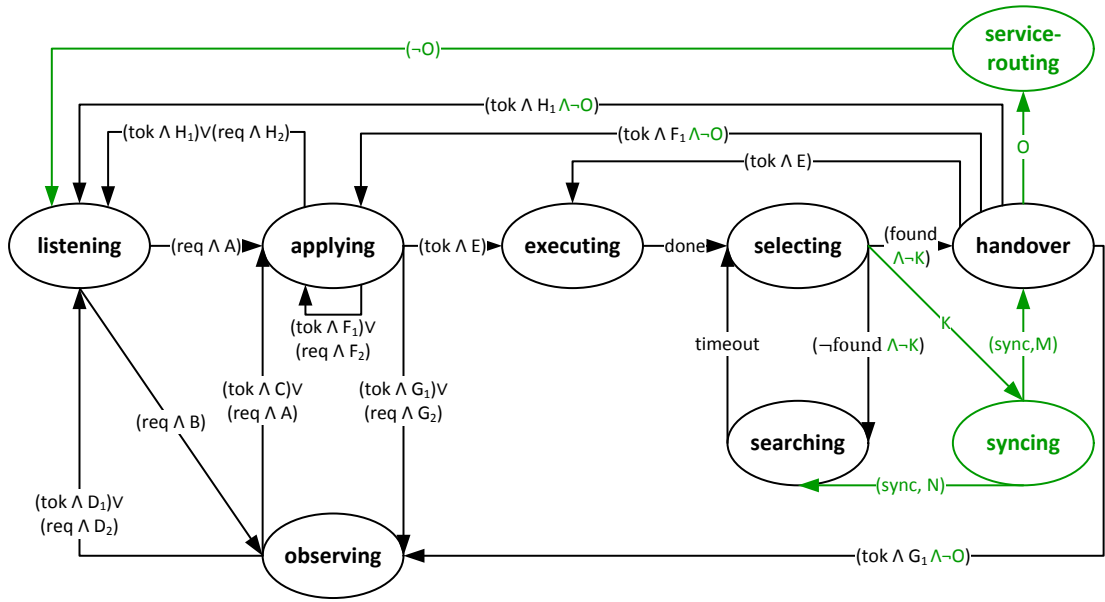 service-
routing
(¬O)
(tok Λ H₁ Λ¬O)
(tok Λ H₁)V(req Λ H₂)
(tok Λ F₁ Λ¬O)
(tok Λ E)
O
listening
(req Λ A)
applying
(tok Λ E)
executing
done
selecting
(found
Λ¬K)
handover
(tok Λ F₁)V
(req Λ F₂)
K
timeout
(¬found Λ¬K)
(sync,M)
(tok Λ C)V
(req Λ A)
(tok Λ G₁)V
(req Λ G₂)
(req Λ B)
searching
syncing
(sync, N)
(tok Λ D₁)V
(req Λ D₂)
observing
(tok Λ G₁ Λ¬O)